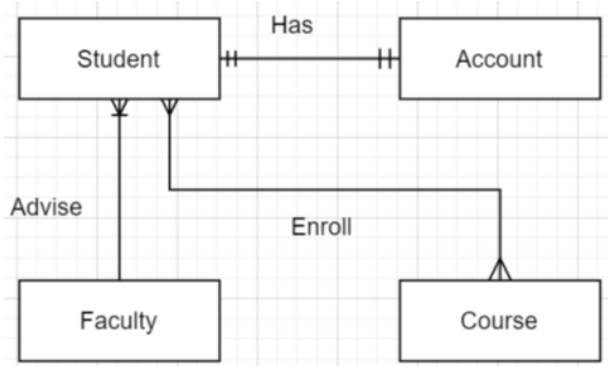 Has
Student
Account
Advise
Enroll
Faculty
Course